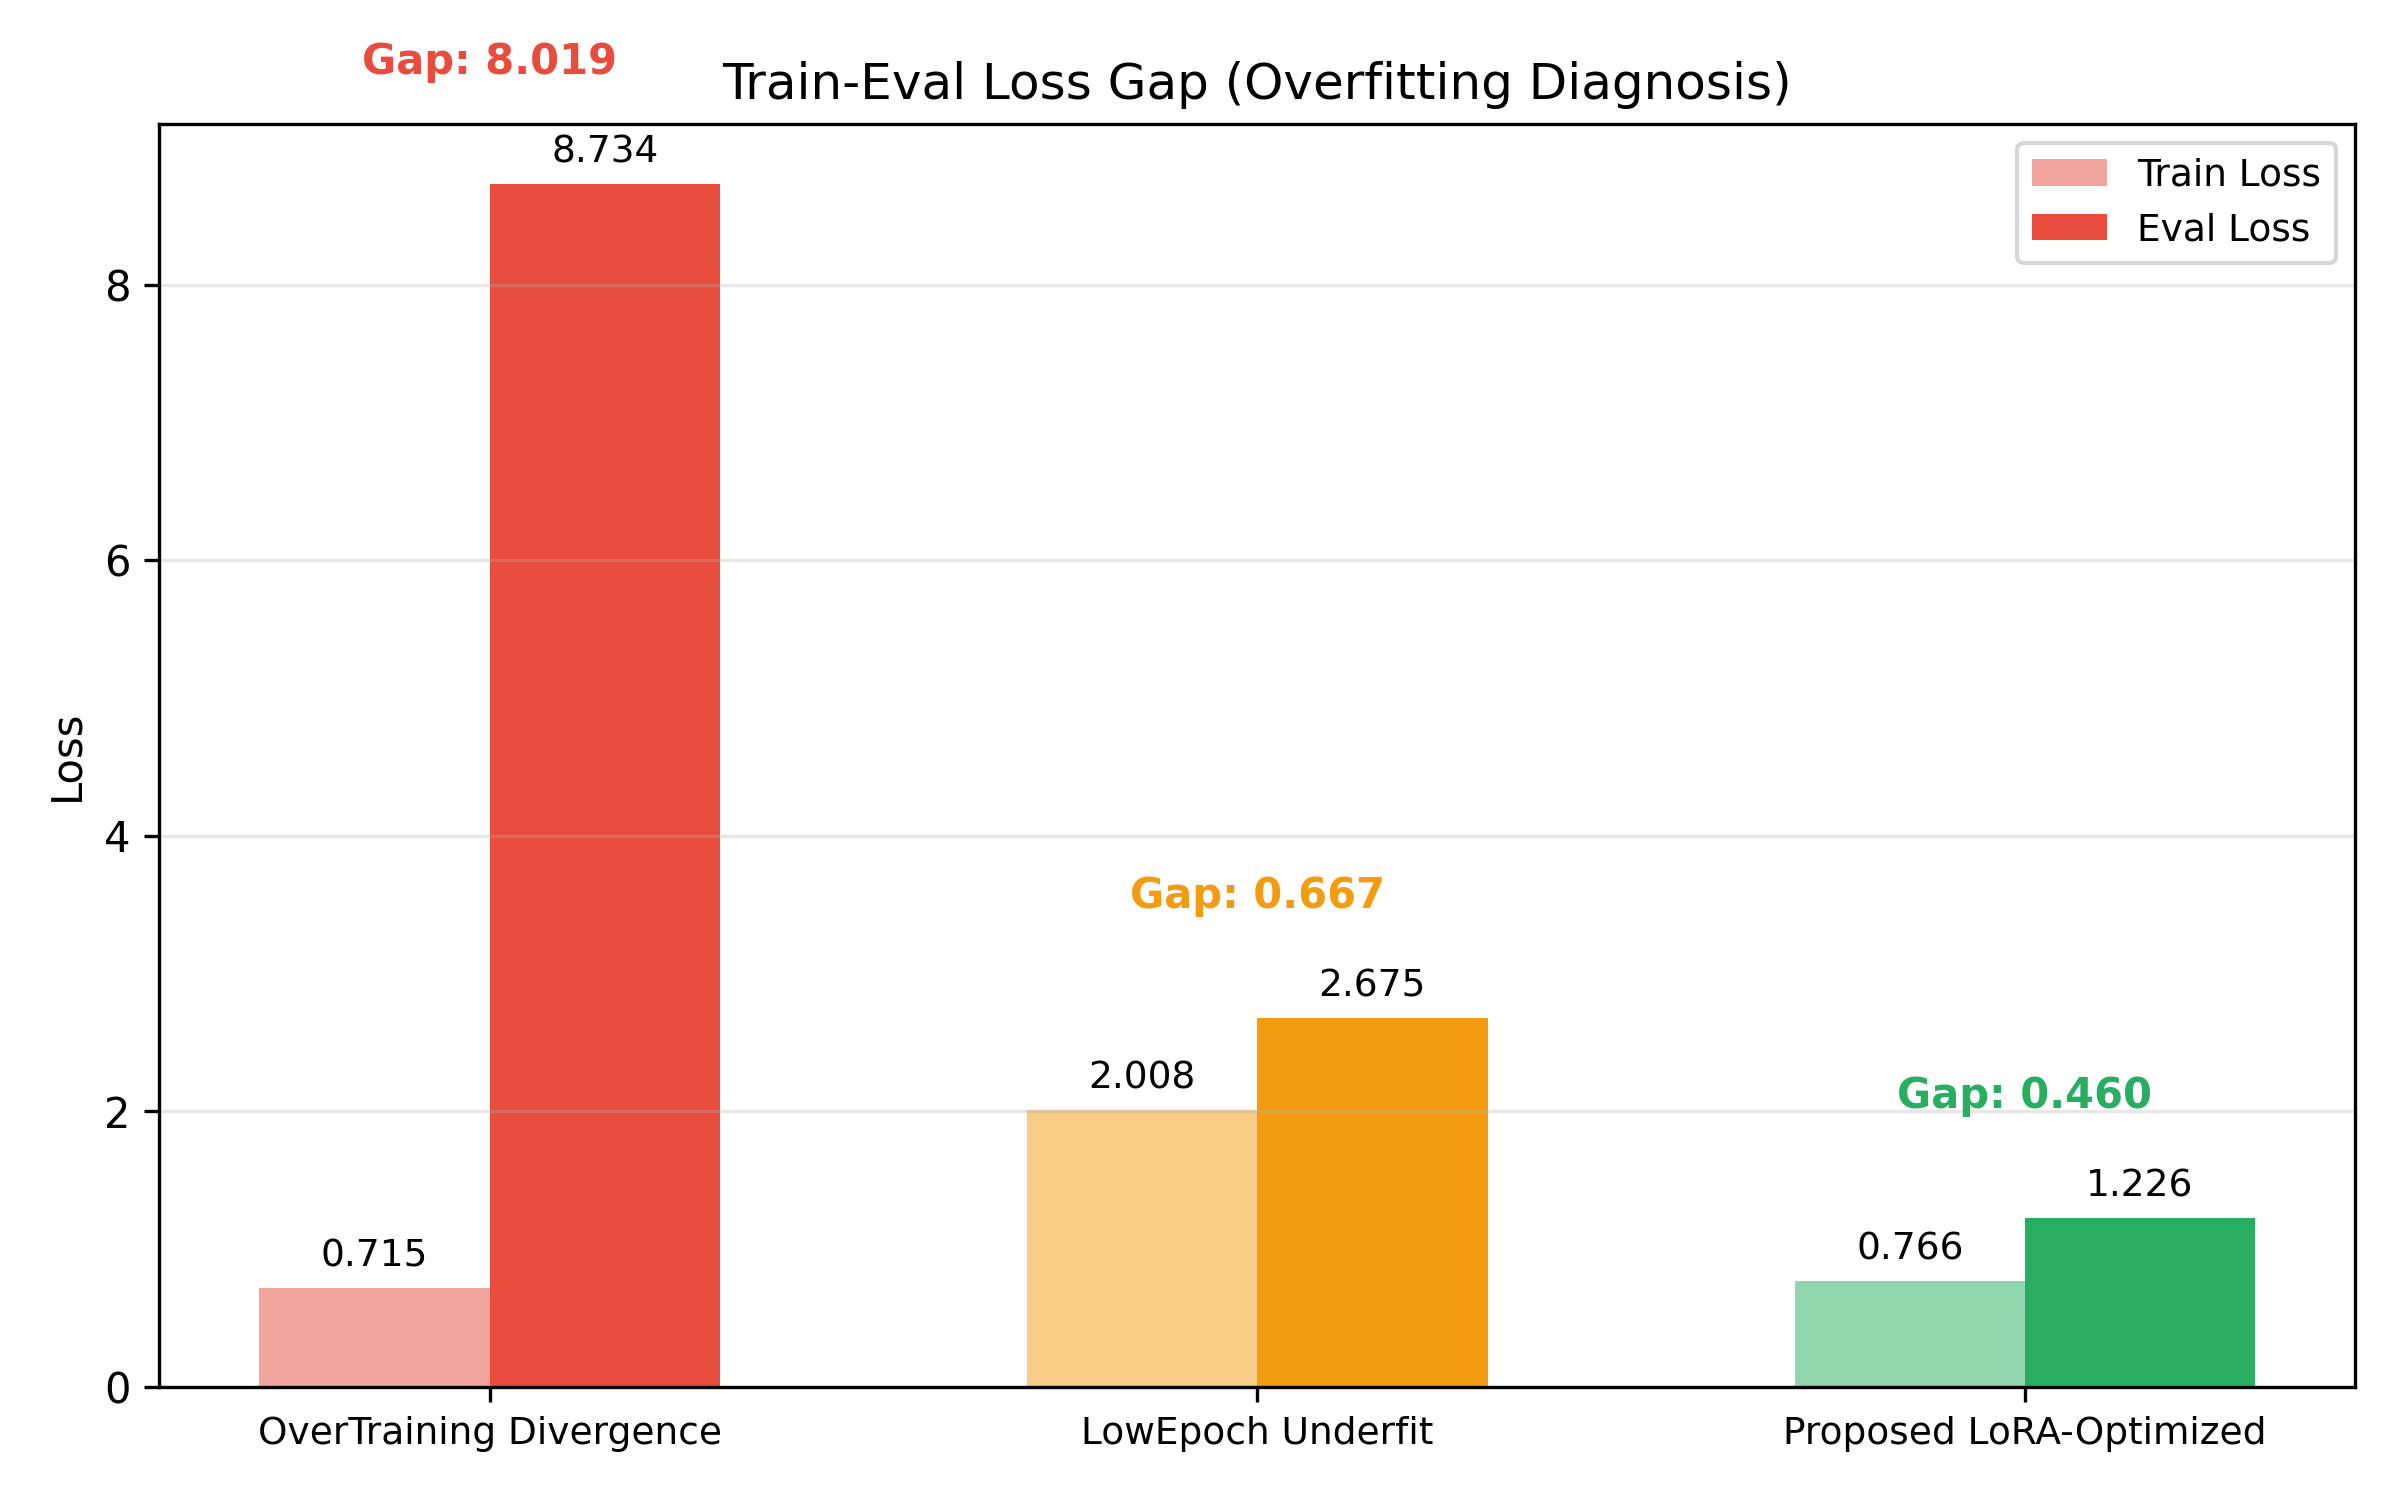 Gap: 8.019
Train-Eval Loss Gap (Overfitting Diagnosis)
8.734
Train Loss
Eval Loss
8
6
4
2
0
Loss
Gap: 0.667
2.675
2.008
Gap: 0.460
1.226
0.766
0.715
OverTraining Divergence
LowEpoch Underfit
Proposed LoRA-Optimized